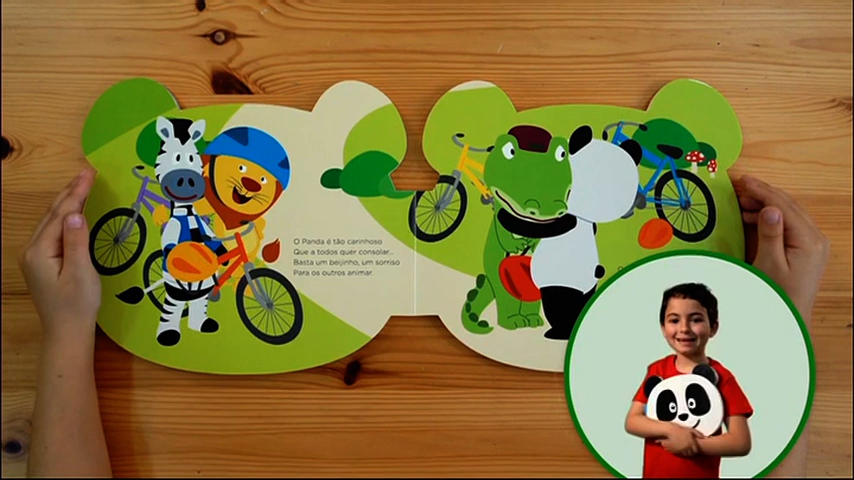 O Panda é tão carinhoso
Que a todos quer consolar...
Basta um beijinho, um sorriso
Para os outros animar.